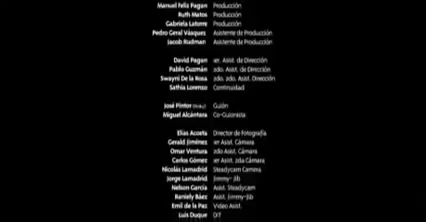 Manuel Felix Pagan Producción
Ruth Matos Producción
Gabriela Latorre Producción
Pedro Geral Vásques Asistente de Producción
Jacob Rudman Asistente de Producción
David Pagan 1er. Asist. de Dirección
Pablo Guzmán 2do. Asist. de Dirección
Swayni De la Rosa 2do. 2do. Asist. Dirección
Sathia Lorenzo Continuidad
José Pintor Guión
Miguel Alcántara Co-Guionista
Elías Acosta Director de Fotografía
Gerald Jiménez 1er Asist. Cámara
Omar Ventura 2do Asist. Cámara
Carlos Gómez 1er Asist. 2da Cámara
Nicolás Lamadrid Steadycam Camera
Jorge Lamadrid Jimmy-Jib
Nelson García Asist. Steadycam
Raniely Báez Asist. Jimmy-Jib
Emil de la Paz Video Asist.
Luis Duque DIT